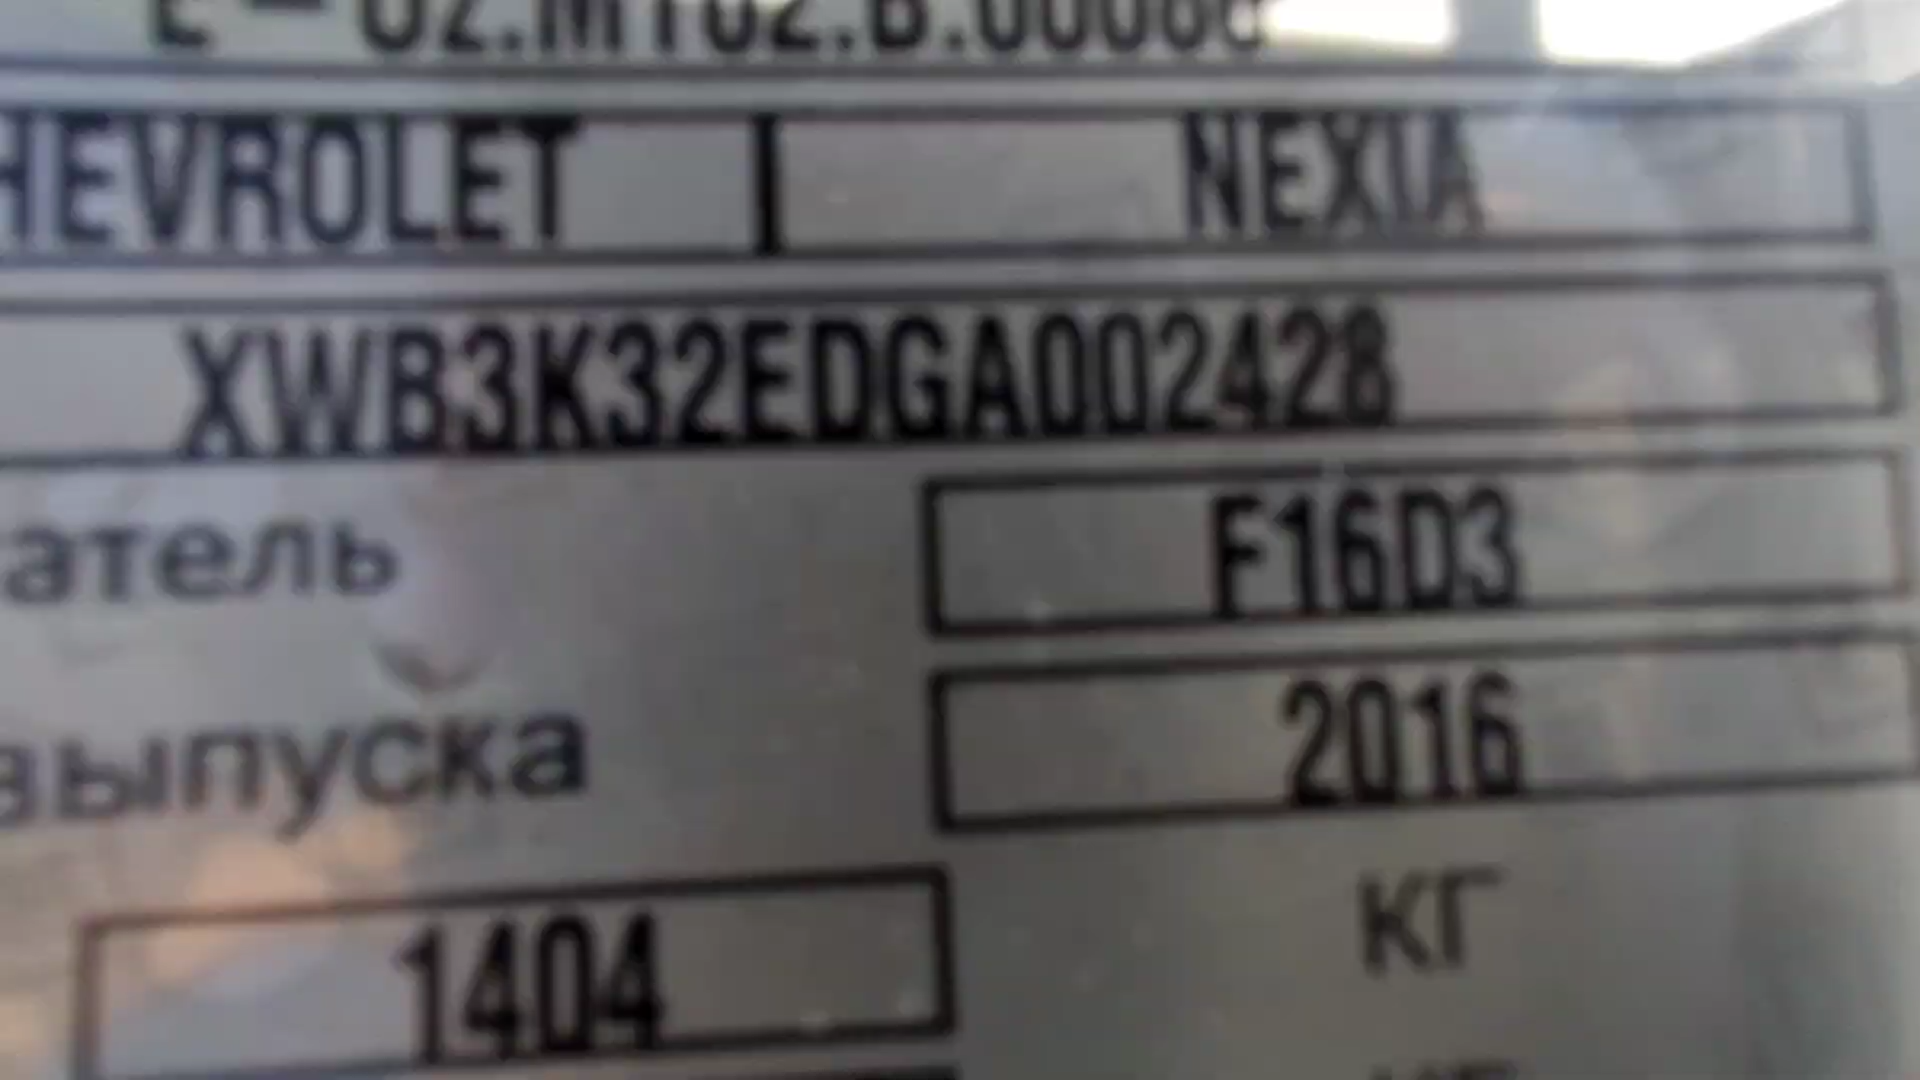 HEVROLET NEXIA
XWB3K32EDGA002428
атель F16D3
выпуска 2016
1404 КГ